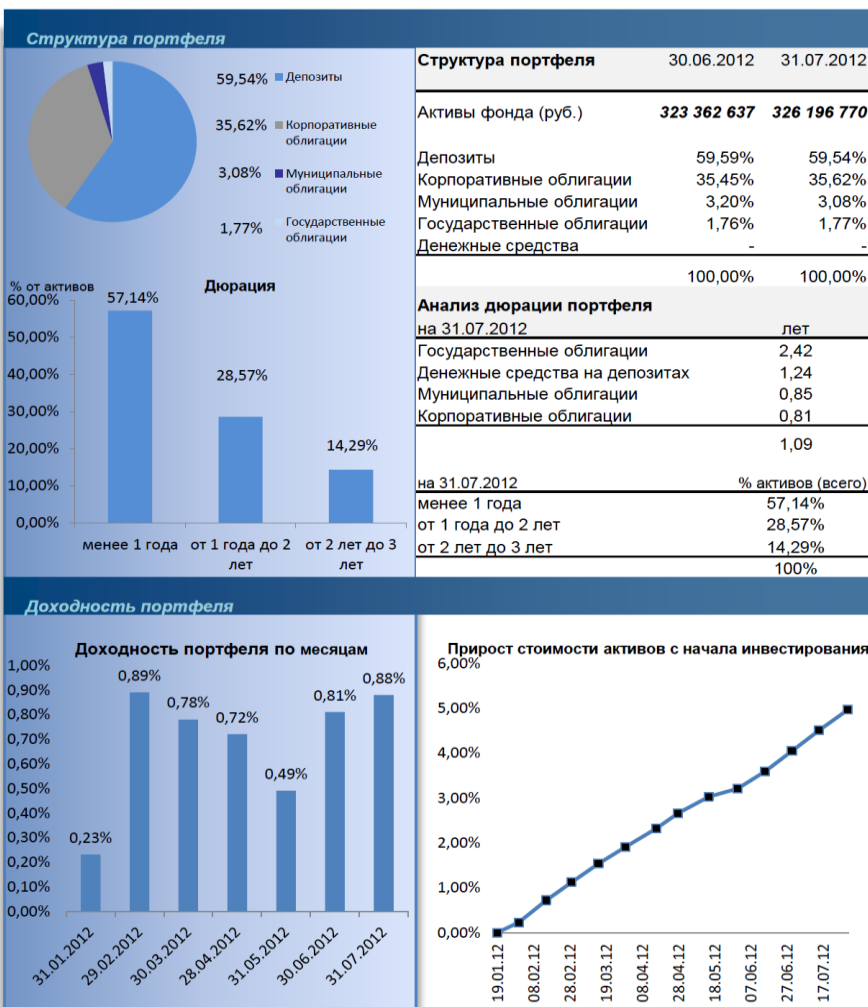 Структура портфеля
59,54% Депозиты
35,62% Корпоративные
облигации
3,08% Муниципальные
облигации
1,77% Государственные
облигации
Структура портфеля 30.06.2012 31.07.2012
Активы фонда (руб.) 323 362 637 326 196 770
Депозиты 59,59% 59,54%
Корпоративные облигации 35,45% 35,62%
Муниципальные облигации 3,20% 3,08%
Государственные облигации 1,76% 1,77%
Денежные средства - -
100,00% 100,00%
% от активов
Дюрация
60,00%
50,00%
40,00%
30,00%
20,00%
10,00%
0,00%
57,14%
28,57%
14,29%
менее 1 года
от 1 года до 2
лет
от 2 лет до 3
лет
Анализ дюрации портфеля
на 31.07.2012 лет
Государственные облигации 2,42
Денежные средства на депозитах 1,24
Муниципальные облигации 0,85
Корпоративные облигации 0,81
1,09
на 31.07.2012 % активов (всего)
менее 1 года 57,14%
от 1 года до 2 лет 28,57%
от 2 лет до 3 лет 14,29%
100%
Доходность портфеля
Доходность портфеля по месяцам
1,00%
0,90%
0,80%
0,70%
0,60%
0,50%
0,40%
0,30%
0,20%
0,10%
0,00%
0,23%
0,89%
0,78%
0,72%
0,49%
0,81%
0,88%
31.01.2012
29.02.2012
30.03.2012
28.04.2012
31.05.2012
30.06.2012
31.07.2012
Прирост стоимости активов с начала инвестирования
6,00%
5,00%
4,00%
3,00%
2,00%
1,00%
0,00%
19.01.12
08.02.12
28.02.12
19.03.12
08.04.12
28.04.12
18.05.12
07.06.12
27.06.12
17.07.12